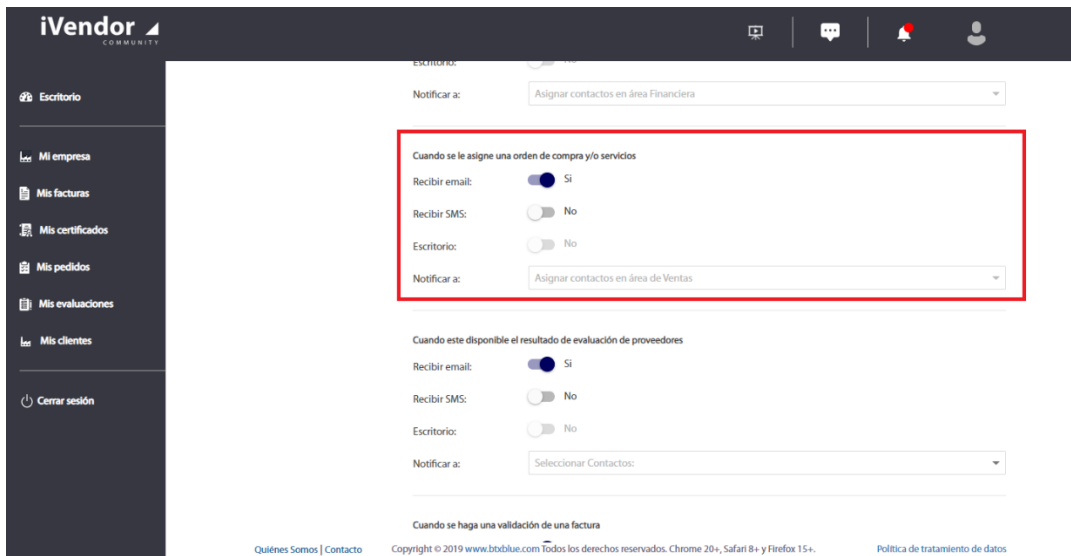 iVendor
COMMUNITY
Escritorio
Mi empresa
Mis facturas
Mis certificados
Mis pedidos
Mis evaluaciones
Mis clientes
Cerrar sesión
Escritorio: No
Notificar a: Asignar contactos en área Financiera
Cuando se le asigne una orden de compra y/o servicios
Recibir email: Si
Recibir SMS: No
Escritorio: No
Notificar a: Asignar contactos en área de Ventas
Cuando este disponible el resultado de evaluación de proveedores
Recibir email: Si
Recibir SMS: No
Escritorio: No
Notificar a: Seleccionar Contactos:
Cuando se haga una validación de una factura
Quiénes Somos | Contacto Copyright © 2019 www.btxblue.com Todos los derechos reservados. Chrome 20+, Safari 8+ y Firefox 15+. Política de tratamiento de datos